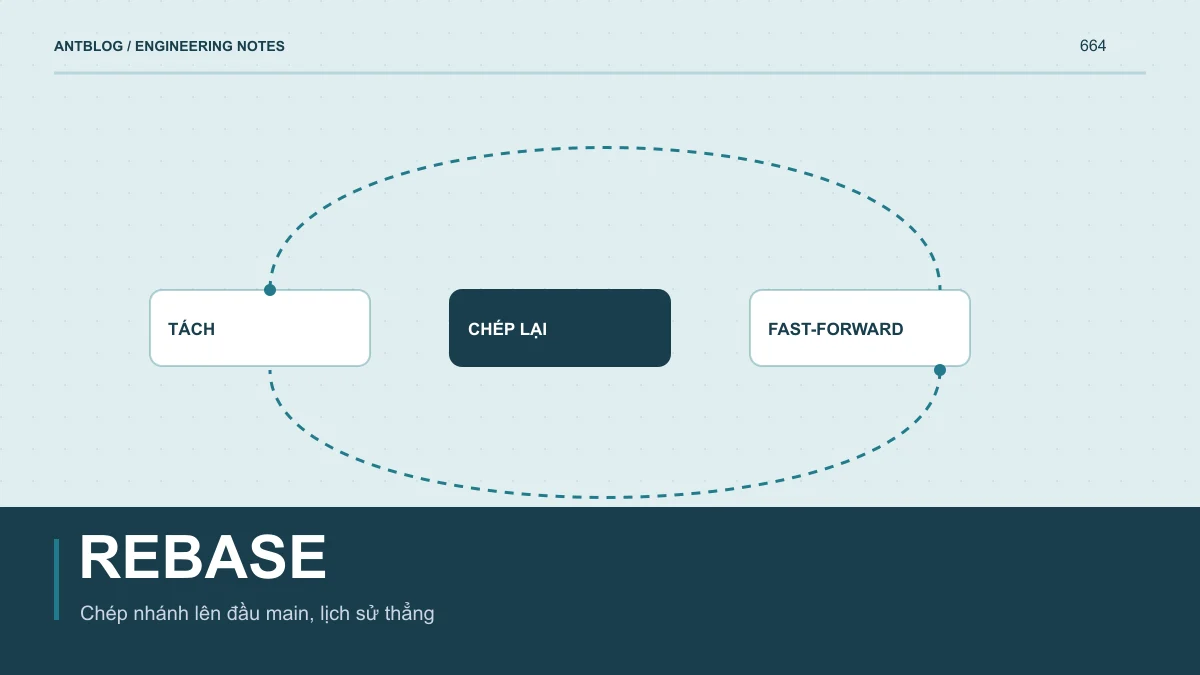 ANTBLOG / ENGINEERING NOTES
664
TÁCH
CHÉP LẠI
FAST-FORWARD
REBASE
Chép nhánh lên đầu main, lịch sử thẳng